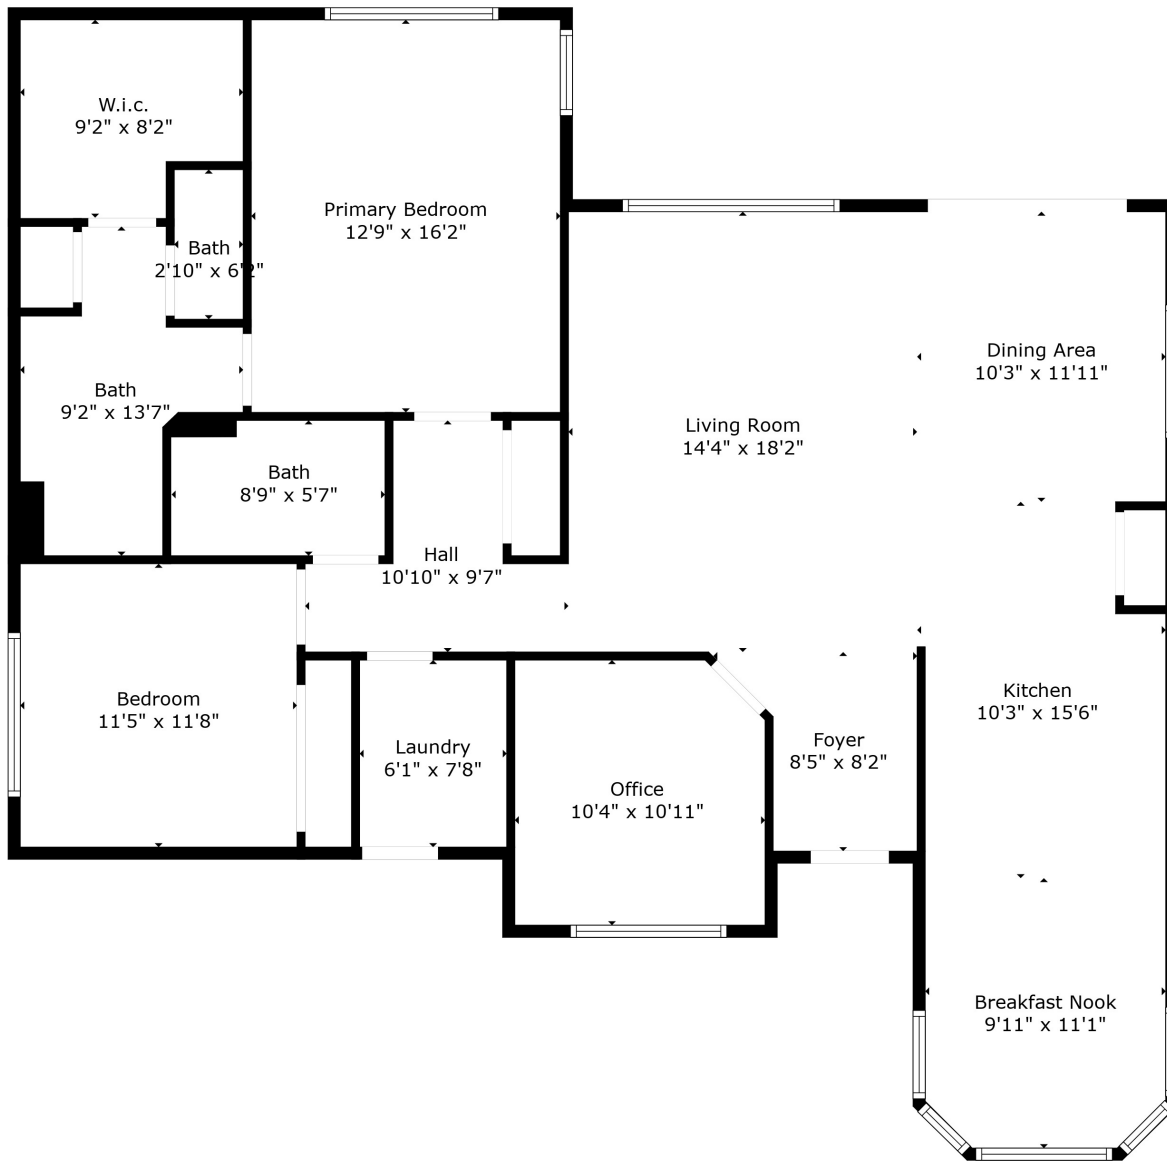 W.i.c.
9'2" x 8'2"
Primary Bedroom
12'9" x 16'2"
Bath
2'10" x 6'2"
Dining Area
10'3" x 11'11"
Bath
9'2" x 13'7"
Living Room
14'4" x 18'2"
Bath
8'9" x 5'7"
Hall
10'10" x 9'7"
Bedroom
11'5" x 11'8"
Kitchen
10'3" x 15'6"
Laundry
6'1" x 7'8"
Foyer
8'5" x 8'2"
Office
10'4" x 10'11"
Breakfast Nook
9'11" x 11'1"